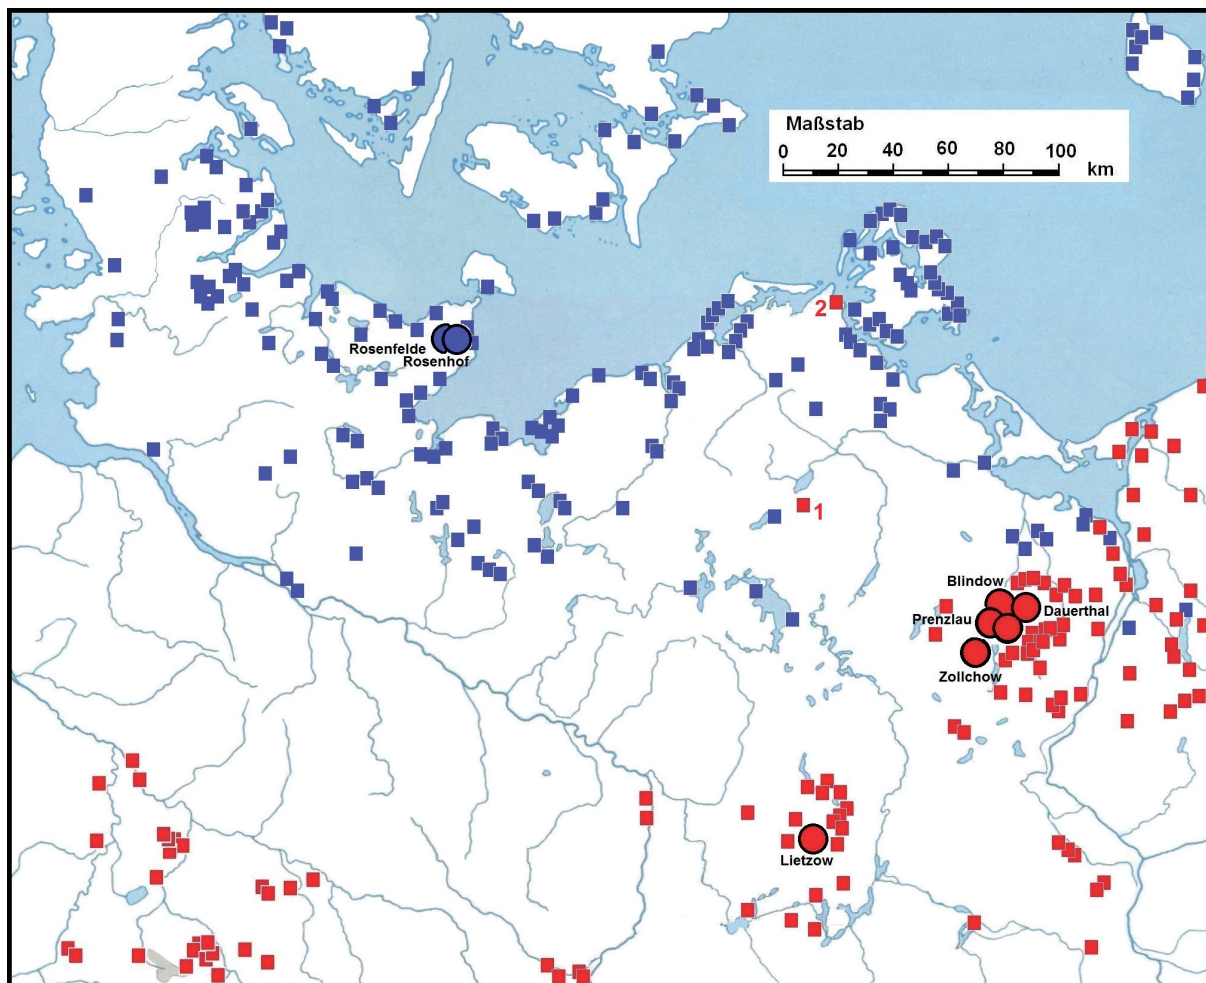 Maßstab
0 20 40 60 80 100
km
2
Rosenfelde
Rosenhof
1
Blindow
Dauerthal
Prenzlau
Zollchow
Lietzow